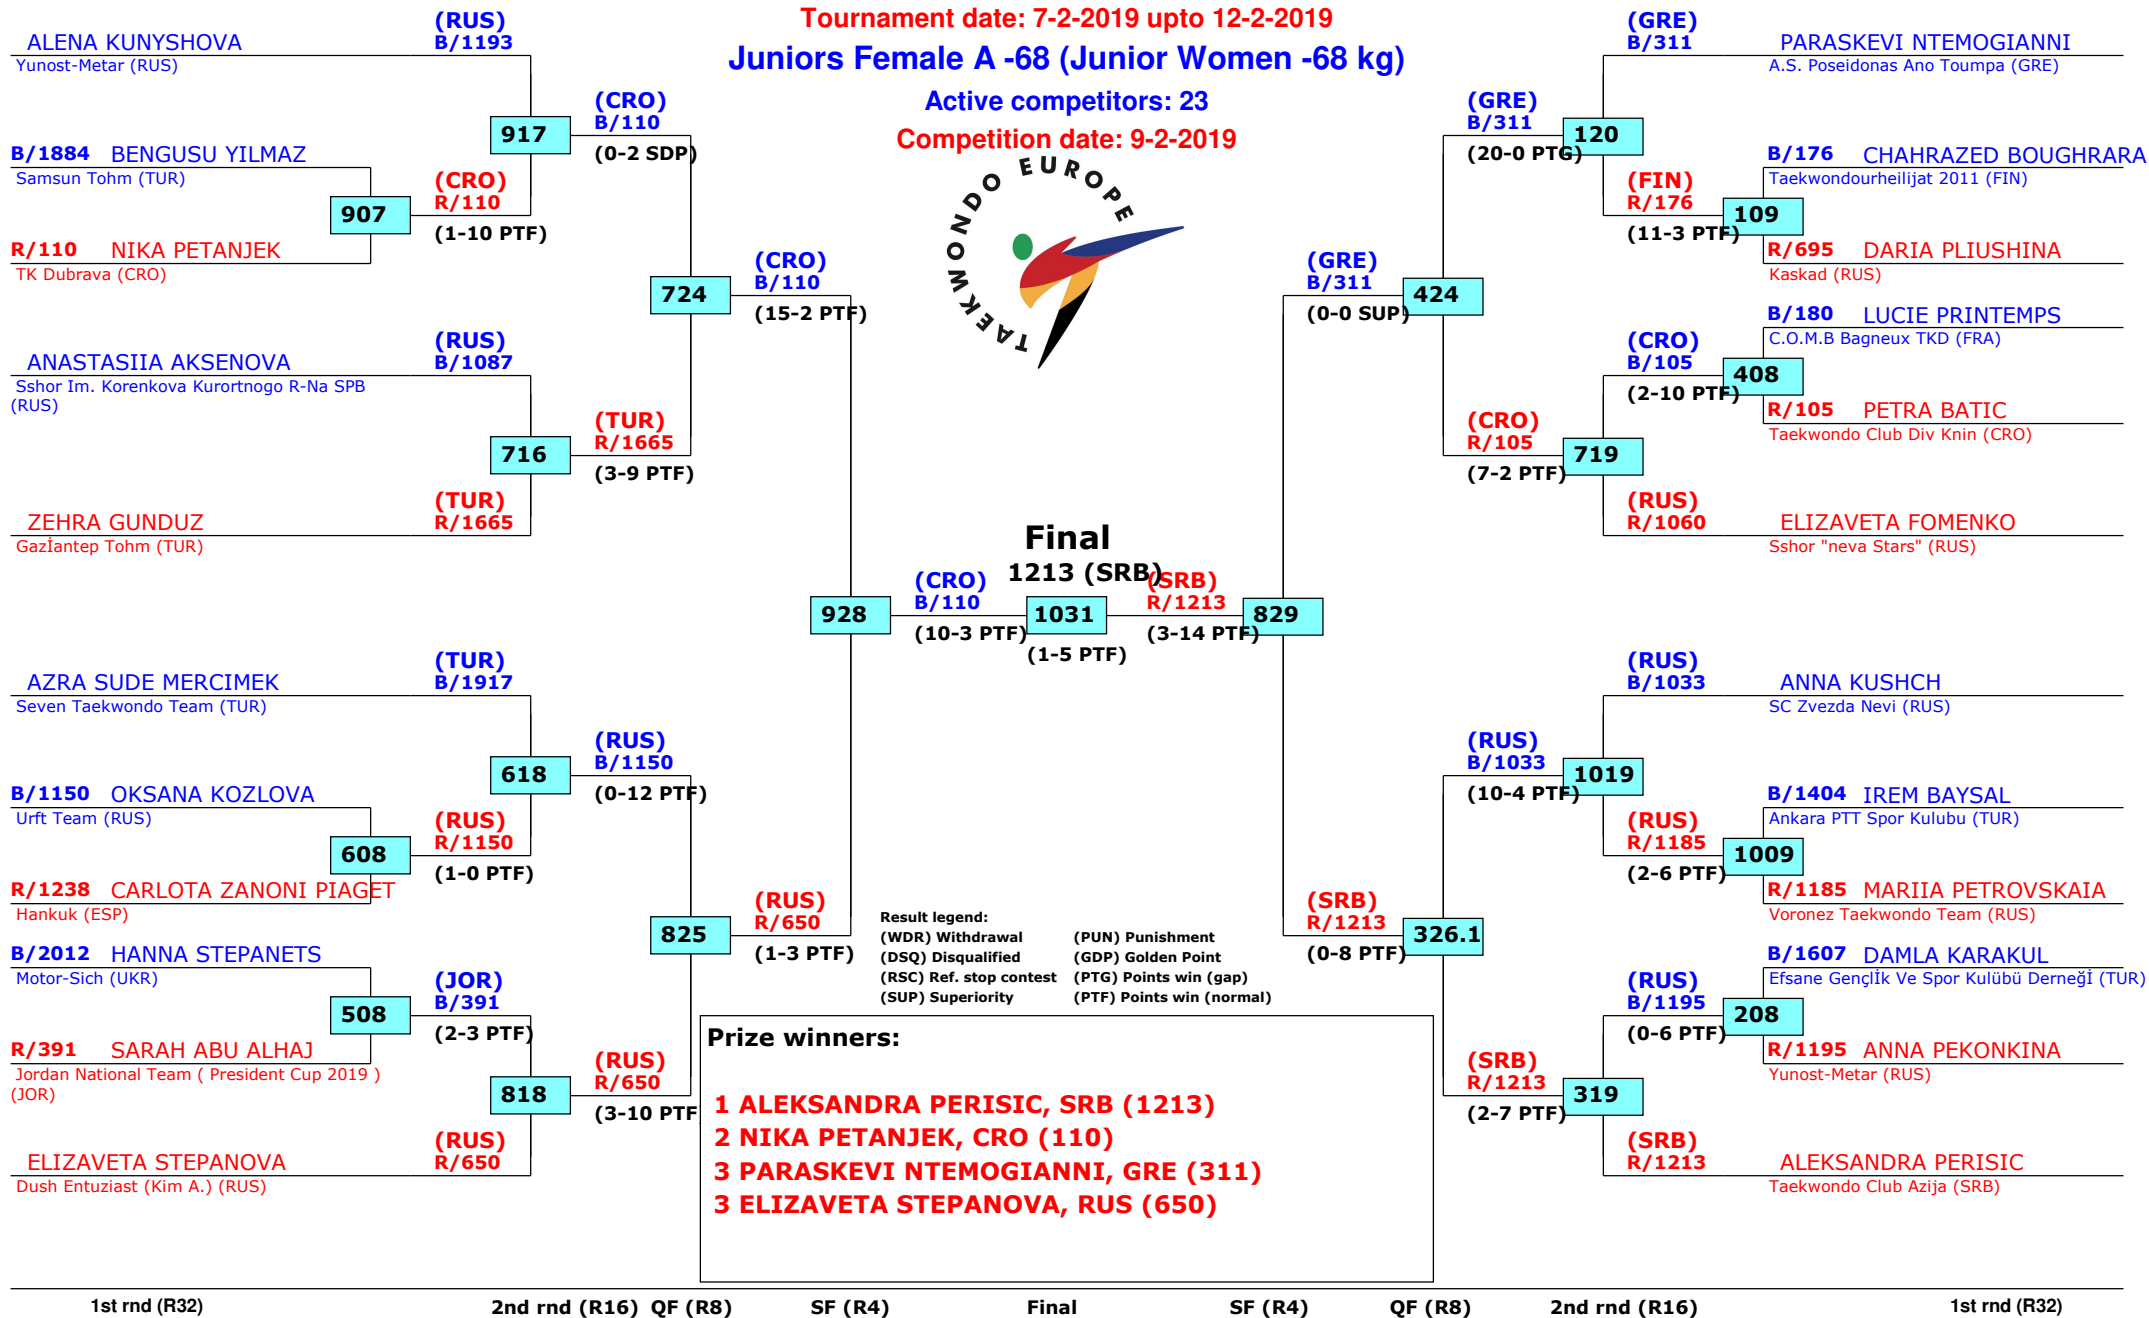 Tournament date: 7-2-2019 upto 12-2-2019
Juniors Female A -68 (Junior Women -68 kg)
Active competitors: 23
Competition date: 9-2-2019
TAEKWONDO EUROPE
(RUS)
ALENA KUNYSHOVA B/1193
Yunost-Metar (RUS)
(CRO)
B/110
917
(0-2 SDP)
B/1884 BENGUSU YILMAZ
Samsun Tohm (TUR)
(CRO)
R/110
907
(1-10 PTF)
R/110 NIKA PETANJEK
TK Dubrava (CRO)
(CRO)
B/110
724
(15-2 PTF)
(RUS)
ANASTASIIA AKSENOVA B/1087
Sshor Im. Korenkova Kurortnogo R-Na SPB
(RUS)
(TUR)
R/1665
716
(3-9 PTF)
(TUR)
ZEHRA GUNDUZ R/1665
Gazİantep Tohm (TUR)
Final
1213 (SRB)
(CRO)
B/110
928
(10-3 PTF)
1031
(1-5 PTF)
(SRB)
R/1213
829
(3-14 PTF)
(TUR)
AZRA SUDE MERCIMEK B/1917
Seven Taekwondo Team (TUR)
(RUS)
B/1150
618
(0-12 PTF)
B/1150 OKSANA KOZLOVA
Urft Team (RUS)
(RUS)
R/1150
608
(1-0 PTF)
R/1238 CARLOTA ZANONI PIAGET
Hankuk (ESP)
(RUS)
R/650
825
(1-3 PTF)
B/2012 HANNA STEPANETS
Motor-Sich (UKR)
(JOR)
B/391
508
(2-3 PTF)
R/391 SARAH ABU ALHAJ
Jordan National Team ( President Cup 2019 )
(JOR)
(RUS)
R/650
818
(3-10 PTF
(RUS)
ELIZAVETA STEPANOVA R/650
Dush Entuziast (Kim A.) (RUS)
(GRE)
B/311 PARASKEVI NTEMOGIANNI
A.S. Poseidonas Ano Toumpa (GRE)
(GRE)
B/311
120
(20-0 PTG)
B/176 CHAHRAZED BOUGHRARA
Taekwondourheilijat 2011 (FIN)
(FIN)
R/176
109
(11-3 PTF)
R/695 DARIA PLIUSHINA
Kaskad (RUS)
(GRE)
B/311
424
(0-0 SUP)
B/180 LUCIE PRINTEMPS
C.O.M.B Bagneux TKD (FRA)
(CRO)
B/105
408
(2-10 PTF)
R/105 PETRA BATIC
Taekwondo Club Div Knin (CRO)
(CRO)
R/105
719
(7-2 PTF)
(RUS)
R/1060 ELIZAVETA FOMENKO
Sshor "neva Stars" (RUS)
(RUS)
B/1033 ANNA KUSHCH
SC Zvezda Nevi (RUS)
(RUS)
B/1033
1019
(10-4 PTF)
B/1404 IREM BAYSAL
Ankara PTT Spor Kulubu (TUR)
(RUS)
R/1185
1009
(2-6 PTF)
R/1185 MARIIA PETROVSKAIA
Voronez Taekwondo Team (RUS)
(SRB)
R/1213
326.1
(0-8 PTF)
B/1607 DAMLA KARAKUL
Efsane Gençlİk Ve Spor Kulübü Derneğİ (TUR)
(RUS)
B/1195
208
(0-6 PTF)
R/1195 ANNA PEKONKINA
Yunost-Metar (RUS)
(SRB)
R/1213
319
(2-7 PTF)
(SRB)
R/1213 ALEKSANDRA PERISIC
Taekwondo Club Azija (SRB)
Result legend:
(WDR) Withdrawal (PUN) Punishment
(DSQ) Disqualified (GDP) Golden Point
(RSC) Ref. stop contest (PTG) Points win (gap)
(SUP) Superiority (PTF) Points win (normal)
Prize winners:
1 ALEKSANDRA PERISIC, SRB (1213)
2 NIKA PETANJEK, CRO (110)
3 PARASKEVI NTEMOGIANNI, GRE (311)
3 ELIZAVETA STEPANOVA, RUS (650)
1st rnd (R32) 2nd rnd (R16) QF (R8) SF (R4) Final SF (R4) QF (R8) 2nd rnd (R16) 1st rnd (R32)